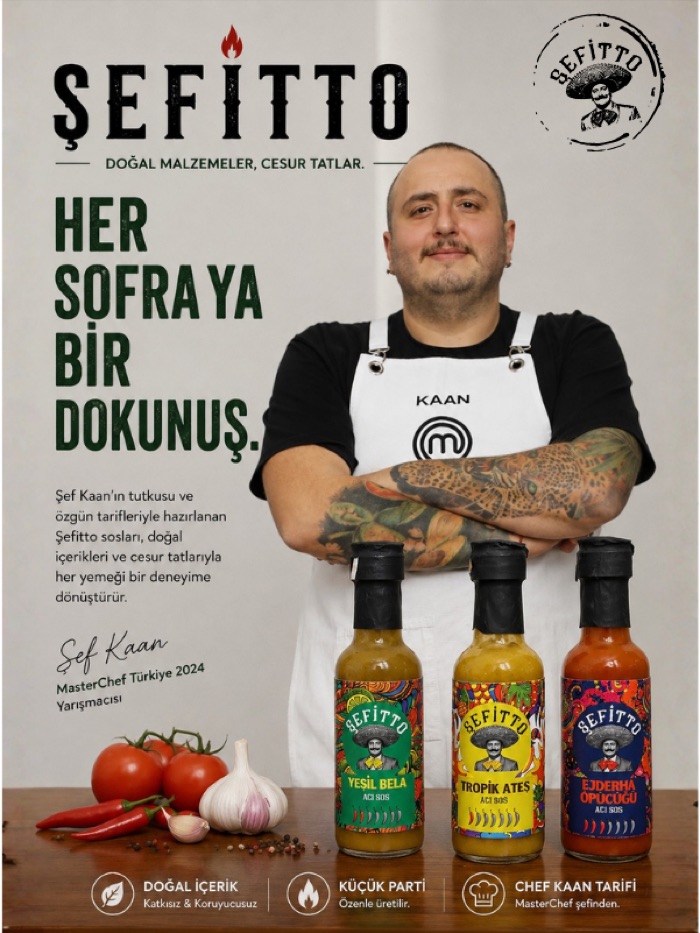 ŞEFİTTO
DOĞAL MALZEMELER, CESUR TATLAR.
ŞEFİTTO
HER
SOFRA YA
BİR
DOKUNUŞ.
Şef Kaan'ın tutkusu ve
özgün tarifleriyle hazırlanan
Şefitto sosları, doğal
içerikleri ve cesur tatlarıyla
her yemeği bir deneyime
dönüştürür.
Şef Kaan
MasterChef Türkiye 2024
Yarışmacısı
KAAN
ŞEFİTTO
YEŞİL BELA
ACI SOS
ŞEFİTTO
TROPİK ATEŞ
ACI SOS
ŞEFİTTO
EJDERHA
ÖPÜCÜĞÜ
ACI SOS
DOĞAL İÇERİK
Katkısız & Koruyucusuz
KÜÇÜK PARTİ
Özenle üretilir.
CHEF KAAN TARİFİ
MasterChef şefinden.